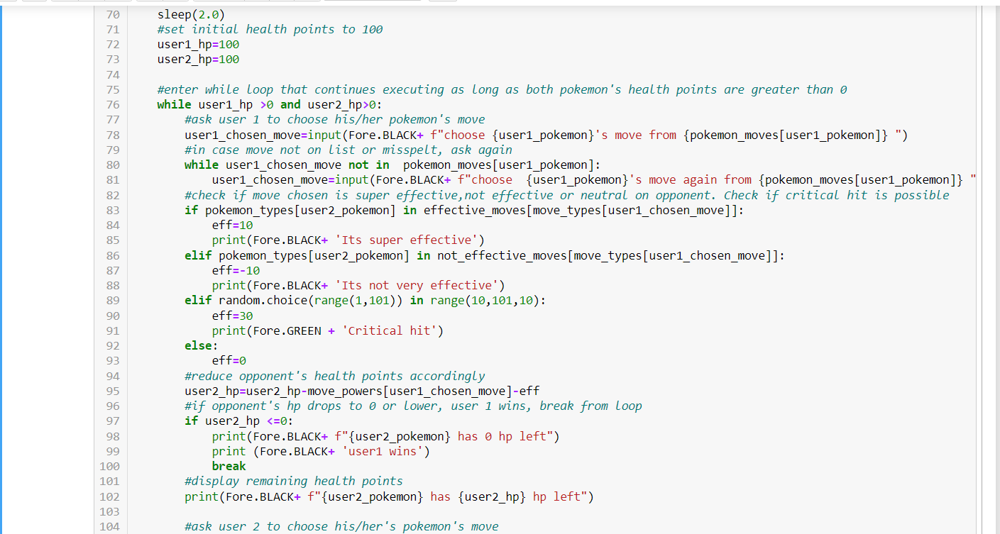 70 sleep(2.0)
71 #set initial health points to 100
72 user1_hp=100
73 user2_hp=100
74
75 #enter while loop that continues executing as long as both pokemon's health points are greater than 0
76 while user1_hp >0 and user2_hp>0:
77 #ask user 1 to choose his/her pokemon's move
78 user1_chosen_move=input(Fore.BLACK+ f"choose {user1_pokemon}'s move from {pokemon_moves[user1_pokemon]} ")
79 #in case move not on list or misspelt, ask again
80 while user1_chosen_move not in  pokemon_moves[user1_pokemon]:
81 user1_chosen_move=input(Fore.BLACK+ f"choose  {user1_pokemon}'s move again from {pokemon_moves[user1_pokemon]} "
82 #check if move chosen is super effective,not effective or neutral on opponent. Check if critical hit is possible
83 if pokemon_types[user2_pokemon] in effective_moves[move_types[user1_chosen_move]]:
84 eff=10
85 print(Fore.BLACK+ 'Its super effective')
86 elif pokemon_types[user2_pokemon] in not_effective_moves[move_types[user1_chosen_move]]:
87 eff=-10
88 print(Fore.BLACK+ 'Its not very effective')
89 elif random.choice(range(1,101)) in range(10,101,10):
90 eff=30
91 print(Fore.GREEN + 'Critical hit')
92 else:
93 eff=0
94 #reduce opponent's health points accordingly
95 user2_hp=user2_hp-move_powers[user1_chosen_move]-eff
96 #if opponent's hp drops to 0 or lower, user 1 wins, break from loop
97 if user2_hp <=0:
98 print(Fore.BLACK+ f"{user2_pokemon} has 0 hp left")
99 print (Fore.BLACK+ 'user1 wins')
100 break
101 #display remaining health points
102 print(Fore.BLACK+ f"{user2_pokemon} has {user2_hp} hp left")
103
104 #ask user 2 to choose his/her's pokemon's move